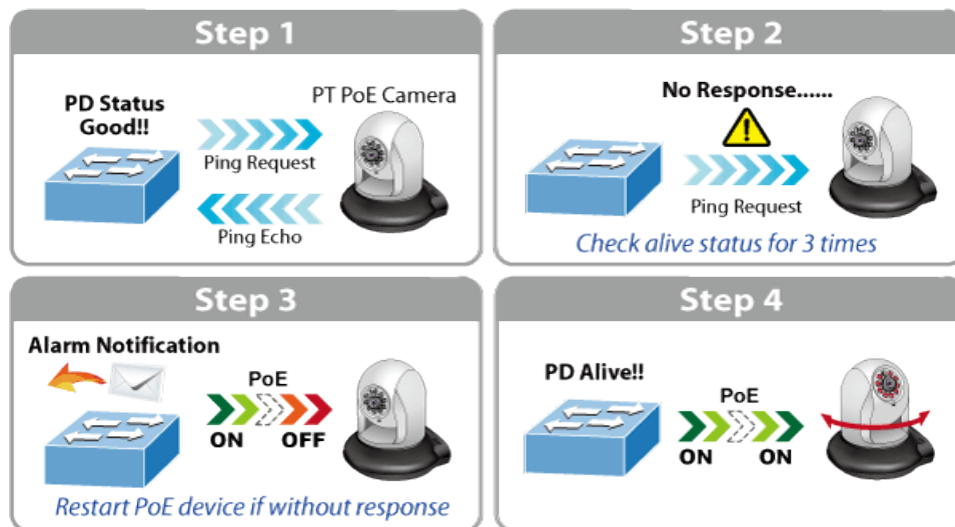 Step 1
PD Status
Good!!
PT PoE Camera
Ping Request
Ping Echo
Step 2
No Response......
Ping Request
Check alive status for 3 times
Step 3
Alarm Notification
PoE
ON
OFF
Restart PoE device if without response
Step 4
PD Alive!!
PoE
ON
ON